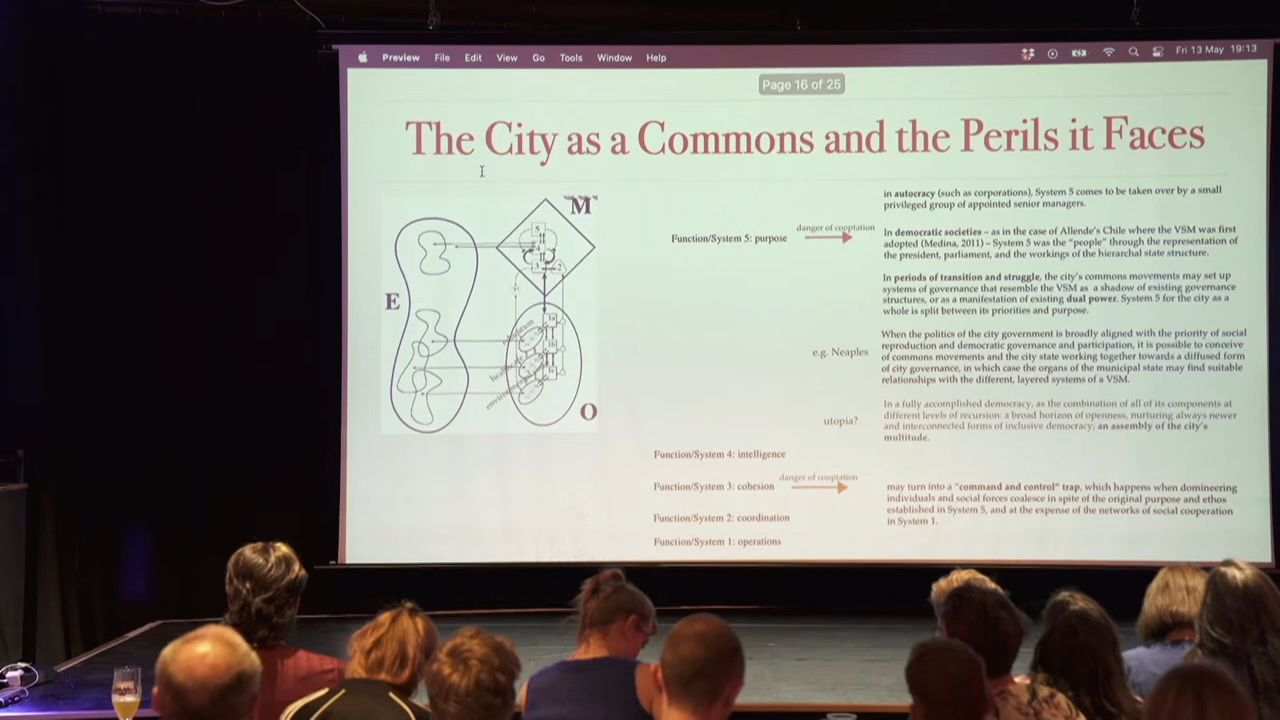 Preview File Edit View Go Tools Window Help
Fri 13 May 19:13
Page 16 of 25
The City as a Commons and the Perils it Faces
M
E
O
education
Function/System 5: purpose
danger of cooptation
in autocracy (such as corporations), System 5 comes to be taken over by a small
privileged group of appointed senior managers.
In democratic societies – as in the case of Allende's Chile where the VSM was first
adopted (Medina, 2011) – System 5 was the "people" through the representation of
the president, parliament, and the workings of the hierarchal state structure.
In periods of transition and struggle, the city's commons movements may set up
systems of governance that resemble the VSM as a shadow of existing governance
structures, or as a manifestation of existing dual power. System 5 for the city as a
whole is split between its priorities and purpose.
e.g. Neaples
When the politics of the city government is broadly aligned with the priority of social
reproduction and democratic governance and participation, it is possible to conceive
of commons movements and the city state working together towards a diffused form
of city governance, in which case the organs of the municipal state may find suitable
relationships with the different, layered systems of a VSM.
utopia?
In a fully accomplished democracy, as the combination of all of its components at
different levels of recursion: a broad horizon of openness, nurturing always newer
and interconnected forms of inclusive democracy; an assembly of the city's
multitude.
Function/System 4: intelligence
Function/System 3: cohesion
danger of cooptation
may turn into a "command and control" trap, which happens when domineering
individuals and social forces coalesce in spite of the original purpose and ethos
established in System 5, and at the expense of the networks of social cooperation
in System 1.
Function/System 2: coordination
Function/System 1: operations